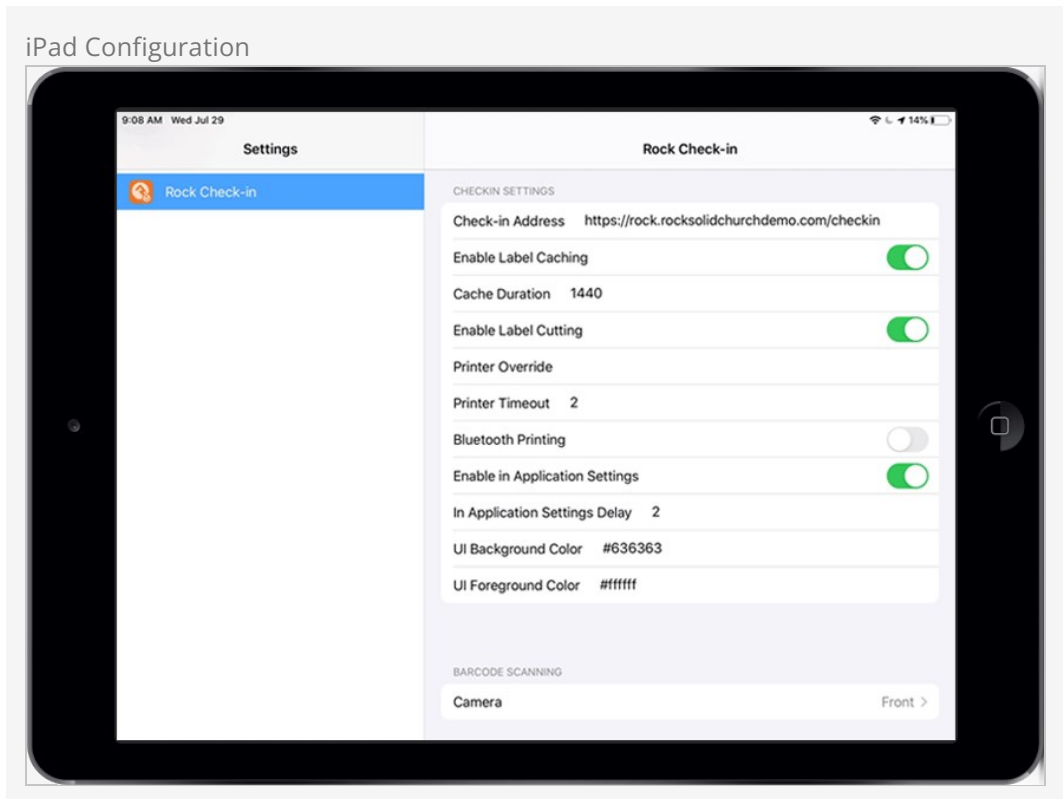 iPad Configuration
9:08 AM Wed Jul 29
14%
Settings
Rock Check-in
Rock Check-in
CHECKIN SETTINGS
Check-in Address https://rock.rocksolidchurchdemo.com/checkin
Enable Label Caching
Cache Duration 1440
Enable Label Cutting
Printer Override
Printer Timeout 2
Bluetooth Printing
Enable in Application Settings
In Application Settings Delay 2
UI Background Color #636363
UI Foreground Color #ffffff
BARCODE SCANNING
Camera Front >